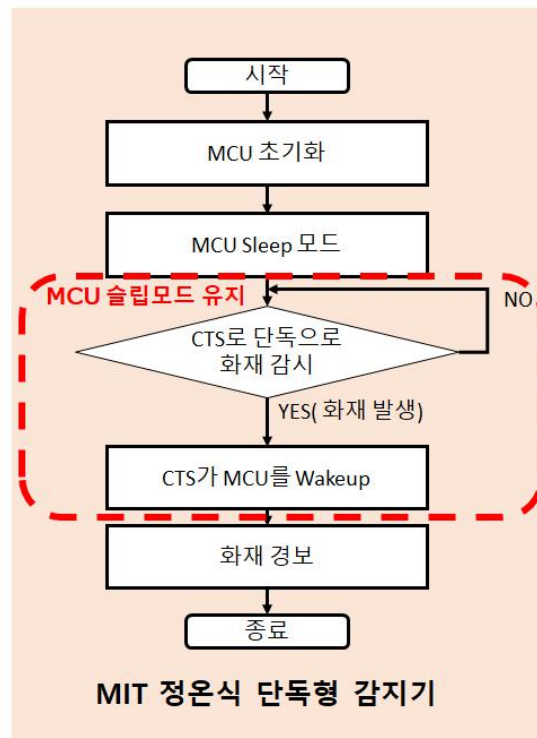 시작
MCU 초기화
MCU Sleep 모드
MCU 슬립모드 유지
NO
CTS로 단독으로
화재 감시
YES( 화재 발생)
CTS가 MCU를 Wakeup
화재 경보
종료
MIT 정온식 단독형 감지기